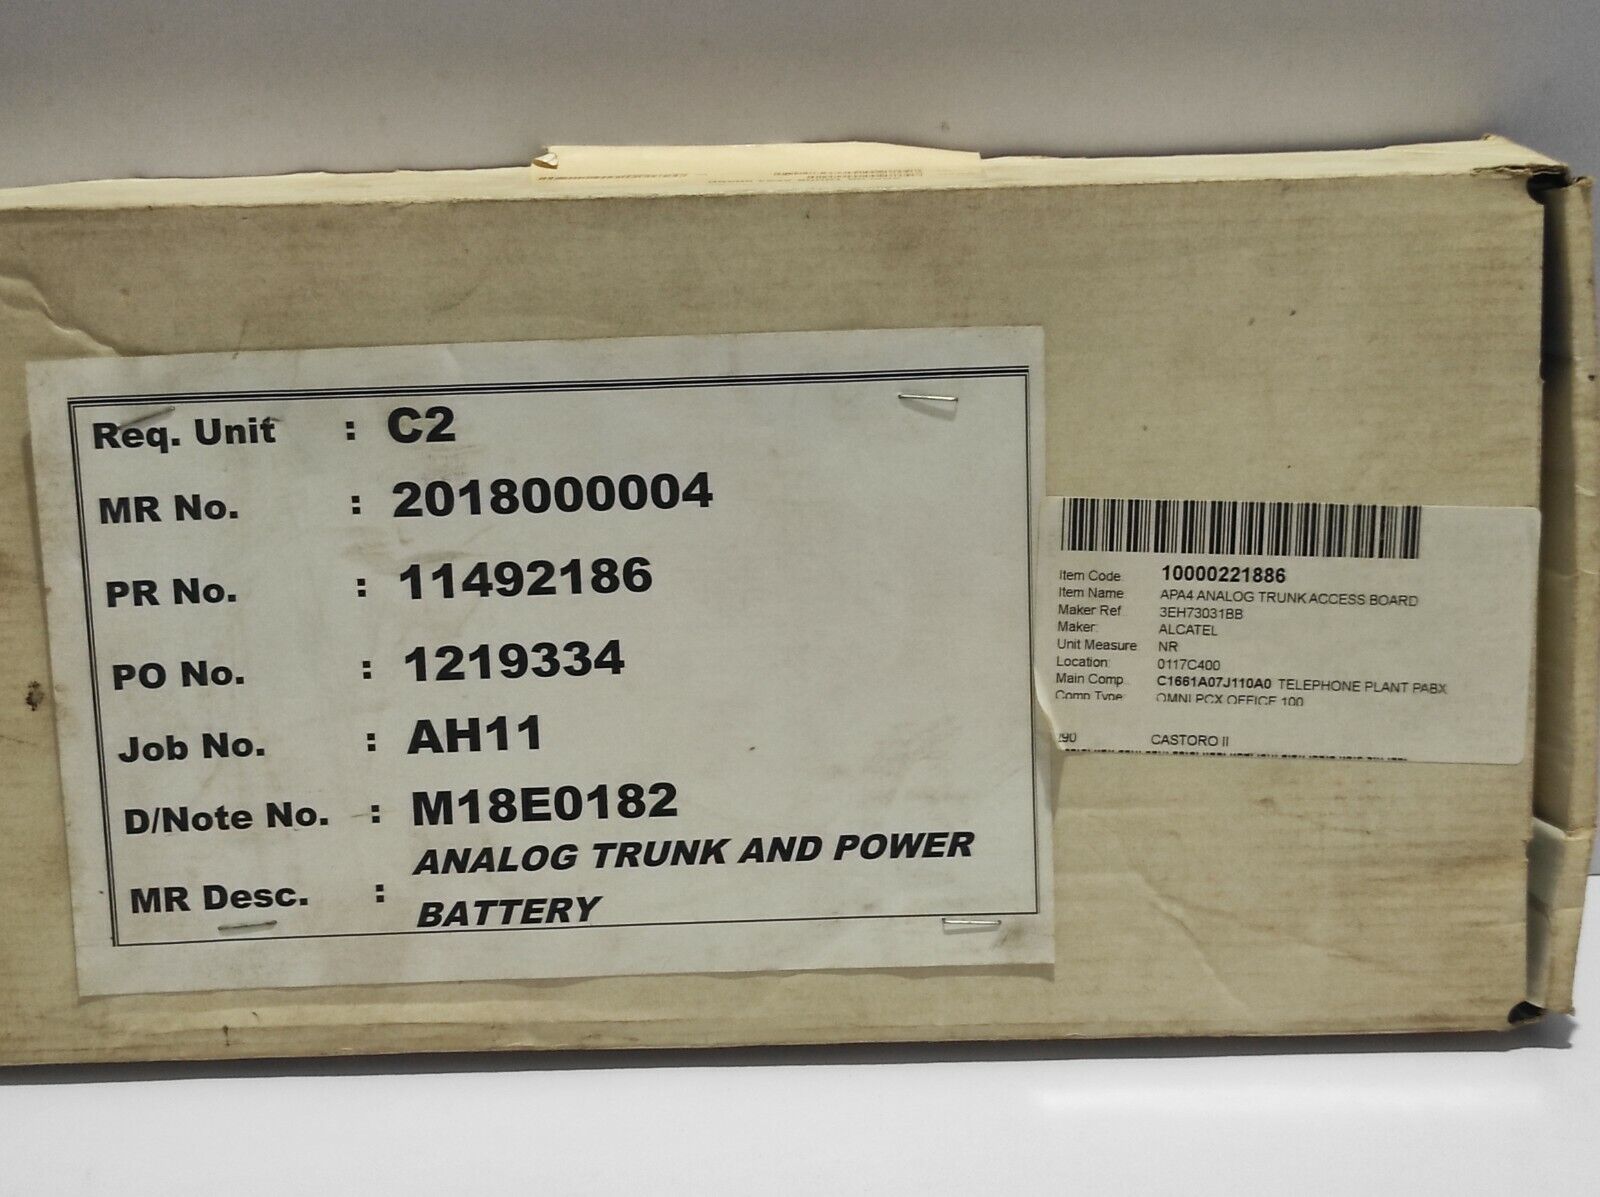 Req. Unit : C2
MR No. : 2018000004
PR No. : 11492186
PO No. : 1219334
Job No. : AH11
D/Note No. : M18E0182
MR Desc. : ANALOG TRUNK AND POWER
BATTERY
Item Code 10000221886
Item Name APA4 ANALOG TRUNK ACCESS BOARD
Maker Ref 3EH73031BB
Maker: ALCATEL
Unit Measure NR
Location: 0117C400
Main Comp. C1661A07J110A0 TELEPHONE PLANT PABX
Comp Type: OMNI PCX OFFICE 100
CASTORO II